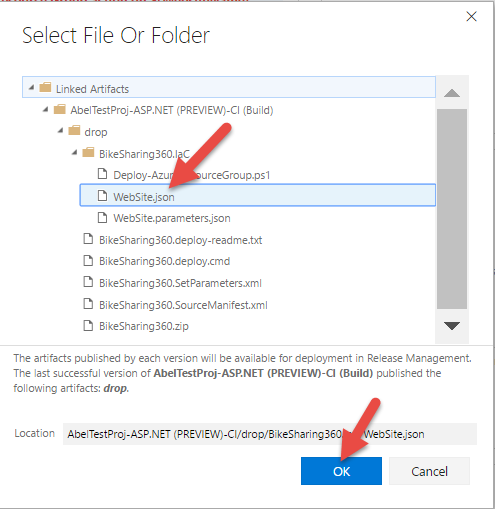 Select File Or Folder
Linked Artifacts
AbelTestProj-ASP.NET (PREVIEW)-CI (Build)
drop
BikeSharing360.IaC
Deploy-Azu ourceGroup.ps1
WebSite.json
WebSite.parameters.json
BikeSharing360.deploy-readme.txt
BikeSharing360.deploy.cmd
BikeSharing360.SetParameters.xml
BikeSharing360.SourceManifest.xml
BikeSharing360.zip
The artifacts published by each version will be available for deployment in Release Management.
The last successful version of AbelTestProj-ASP.NET (PREVIEW)-CI (Build) published the
following artifacts: drop.
Location
AbelTestProj-ASP.NET (PREVIEW)-CI/drop/BikeSharing360 WebSite.json
OK
Cancel